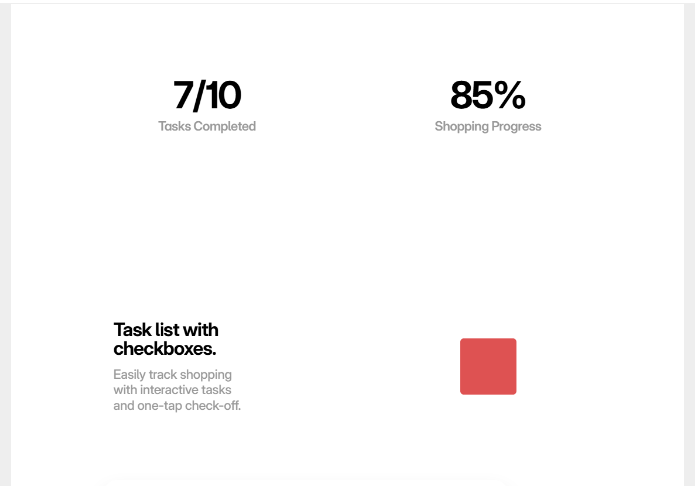 7/10
85%
Tasks Completed
Shopping Progress
Task list with
checkboxes.
Easily track shopping
with interactive tasks
and one-tap check-off.